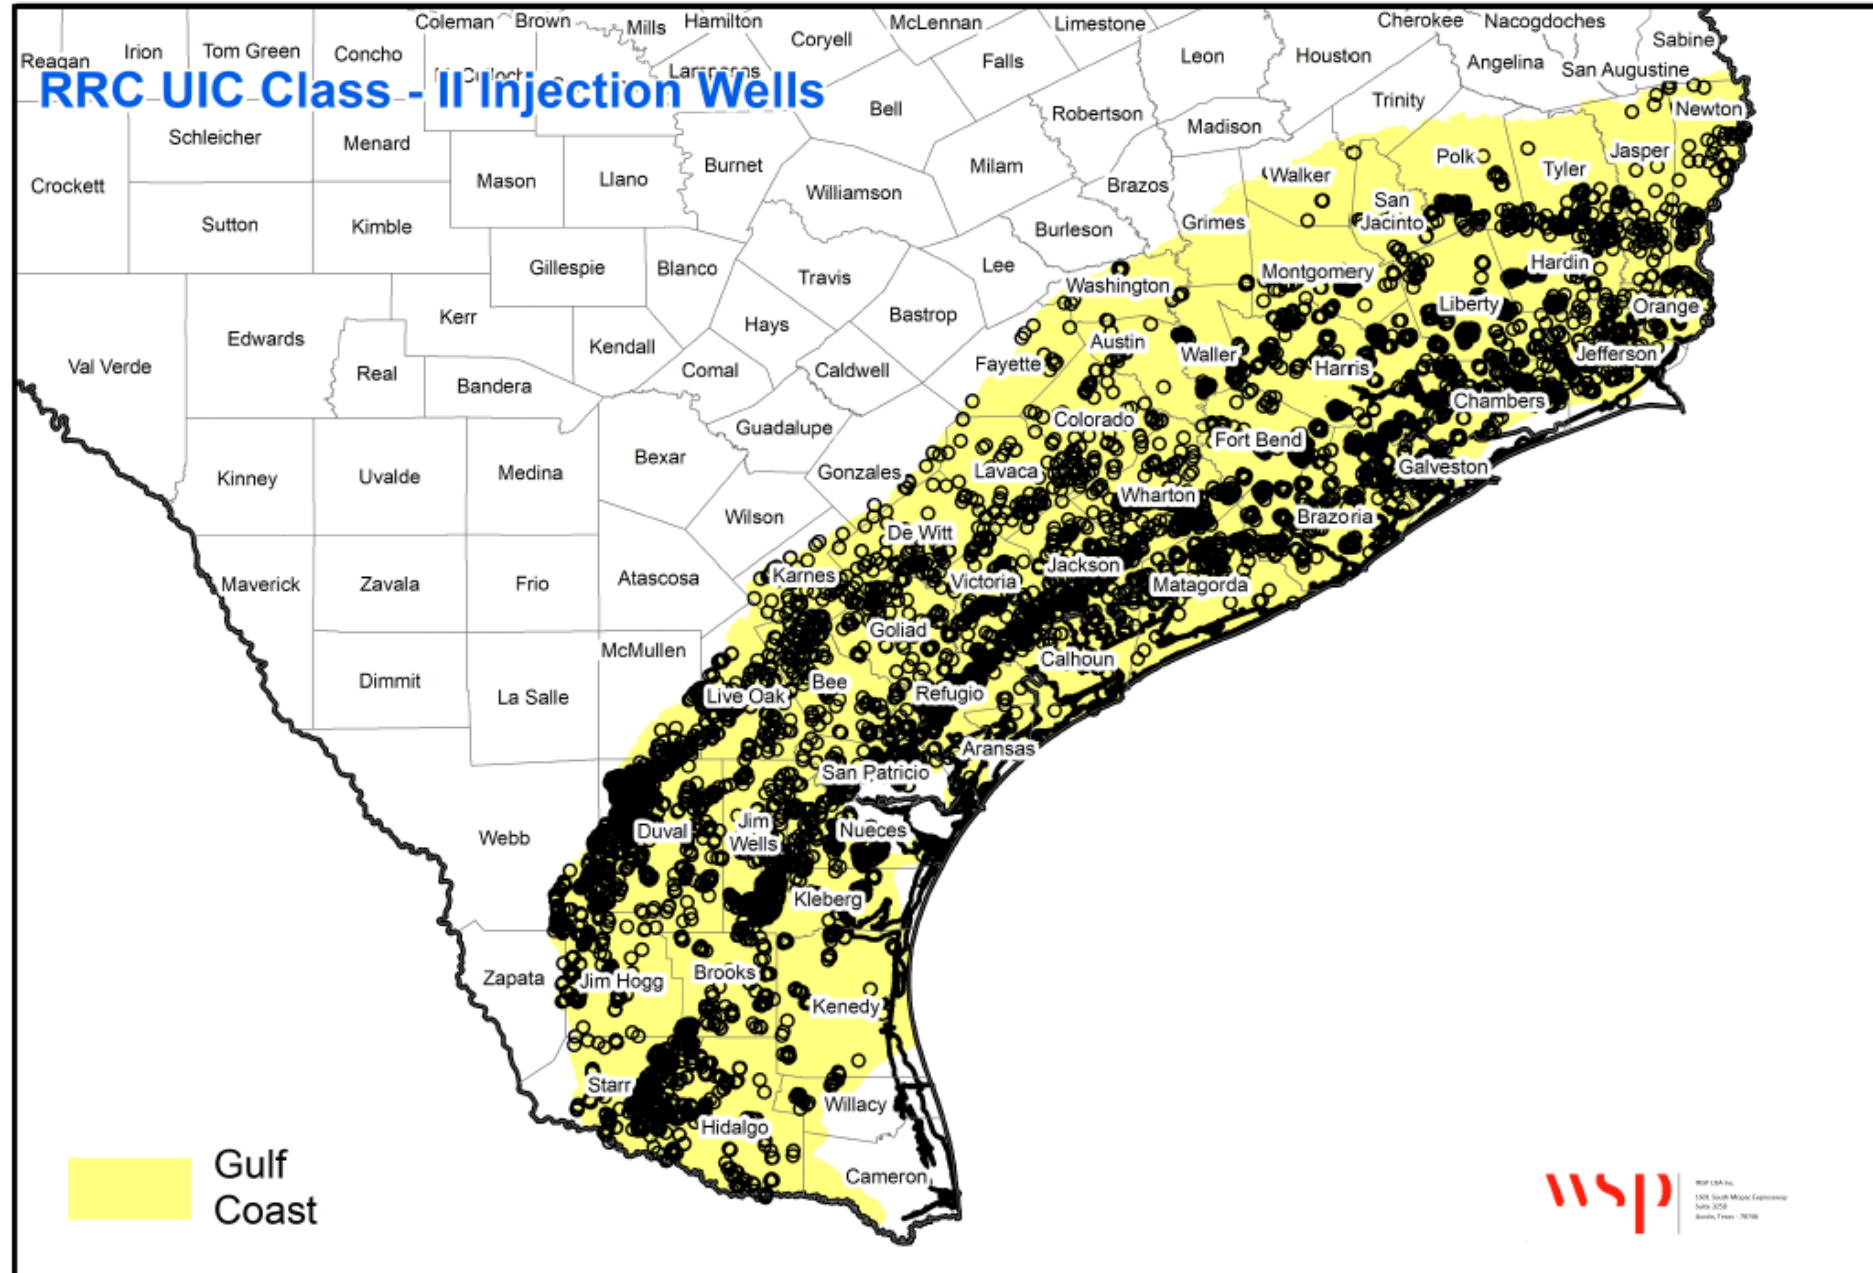 Coleman Brown Mills Hamilton McLennan Limestone Cherokee Nacogdoches
Reagan Irion Tom Green Concho Coryell Falls Leon Houston Angelina San Augustine Sabine
RRC UIC Class - II Injection Wells
Schleicher Menard Bell Robertson Madison Trinity Newton
Crockett Mason Llano Burnet Williamson Milam Brazos Walker Polk Tyler Jasper
Sutton Kimble Burleson Grimes San
Jacinto
Gillespie Blanco Travis Lee Washington Montgomery Hardin
Edwards Kerr Hays Bastrop Liberty Orange
Val Verde Real Bandera Kendall Comal Caldwell Fayette Austin Waller Harris Jefferson
Guadalupe Colorado Fort Bend Chambers
Kinney Uvalde Medina Bexar Gonzales Lavaca Galveston
Wilson Wharton Brazoria
De Witt
Maverick Zavala Frio Atascosa Karnes Victoria Jackson Matagorda
Goliad
McMullen Calhoun
Dimmit La Salle Live Oak Bee Refugio
Aransas
San Patricio
Webb Duval Jim
Wells
Nueces
Kleberg
Zapata Jim Hogg Brooks Kenedy
Starr Hidalgo Willacy
Cameron
Gulf
Coast
wsp
WSP USA Inc.